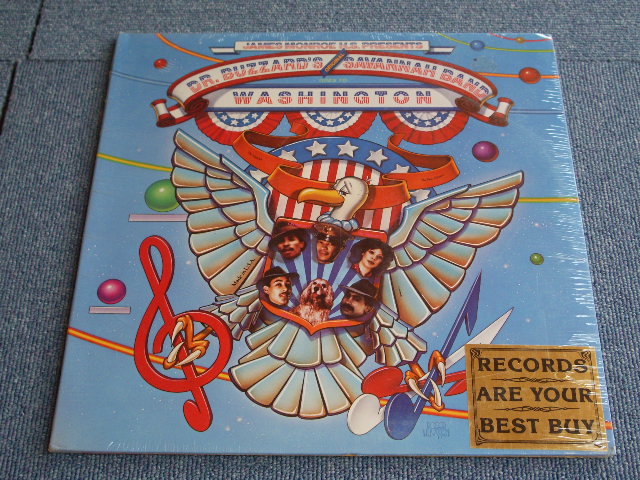 JAMES MONROE H.S. PRESENTS
DR. BUZZARD'S ORIGINAL SAVANNAH BAND
GOES TO
WASHINGTON
RECORDS
ARE YOUR
BEST BUY